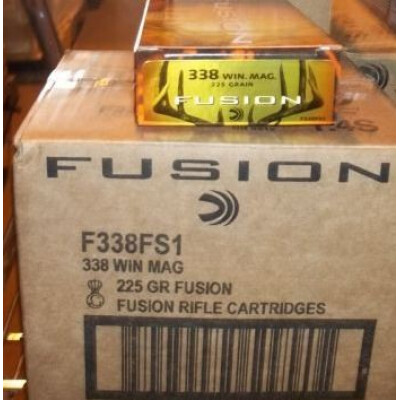 338 WIN. MAG.
225 GRAIN
FUSION
FUSION
F338FS1
338 WIN MAG
225 GR FUSION
FUSION RIFLE CARTRIDGES